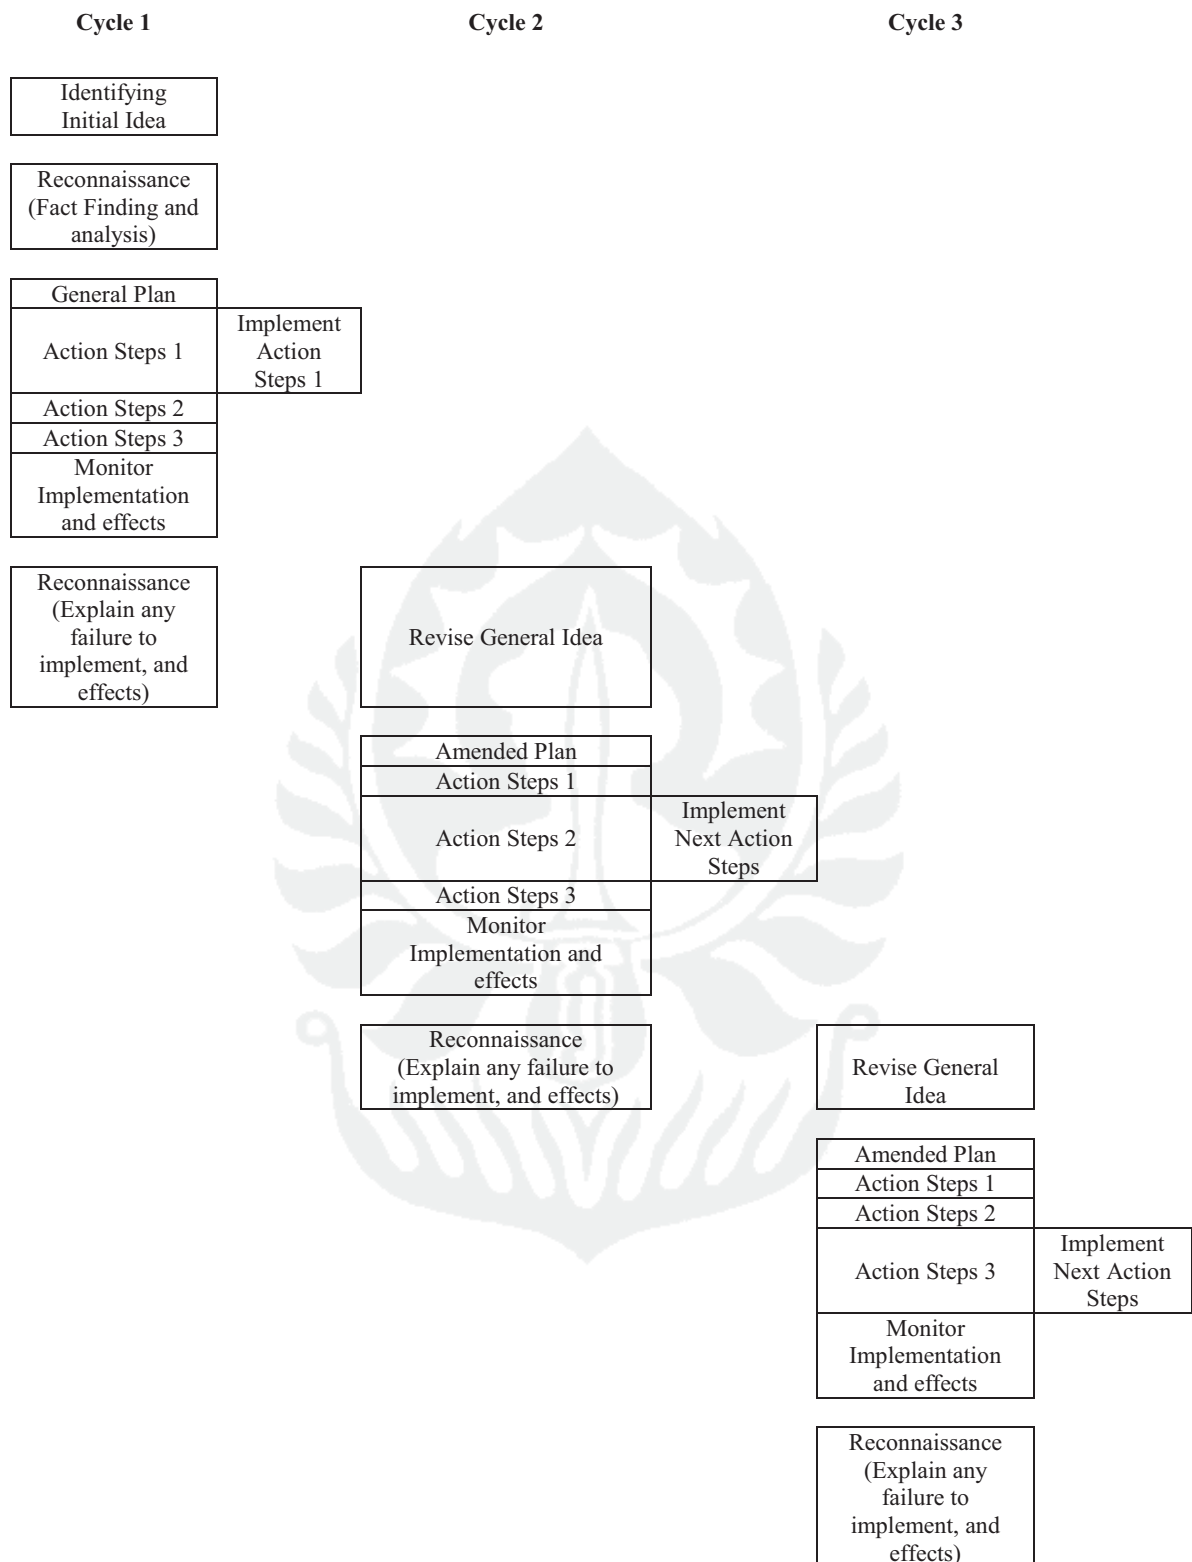 Cycle 1
Cycle 2
Cycle 3
Identifying
Initial Idea
Reconnaissance
(Fact Finding and
analysis)
General Plan
Action Steps 1
Implement
Action
Steps 1
Action Steps 2
Action Steps 3
Monitor
Implementation
and effects
Reconnaissance
(Explain any
failure to
implement, and
effects)
Revise General Idea
Amended Plan
Action Steps 1
Action Steps 2
Implement
Next Action
Steps
Action Steps 3
Monitor
Implementation and
effects
Reconnaissance
(Explain any failure to
implement, and effects)
Revise General
Idea
Amended Plan
Action Steps 1
Action Steps 2
Action Steps 3
Implement
Next Action
Steps
Monitor
Implementation
and effects
Reconnaissance
(Explain any
failure to
implement, and
effects)